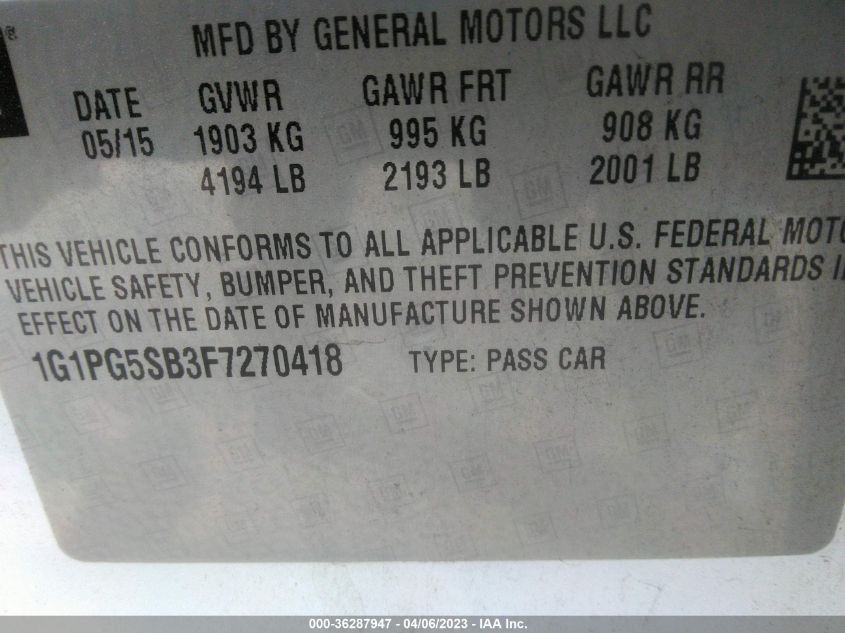 MFD BY GENERAL MOTORS LLC
DATE GVWR GAWR FRT GAWR RR
05/15 1903 KG 995 KG 908 KG
4194 LB 2193 LB 2001 LB
THIS VEHICLE CONFORMS TO ALL APPLICABLE U.S. FEDERAL MOTO
VEHICLE SAFETY, BUMPER, AND THEFT PREVENTION STANDARDS I
EFFECT ON THE DATE OF MANUFACTURE SHOWN ABOVE.
1G1PG5SB3F7270418 TYPE: PASS CAR
000-36287947 - 04/06/2023 - IAA Inc.